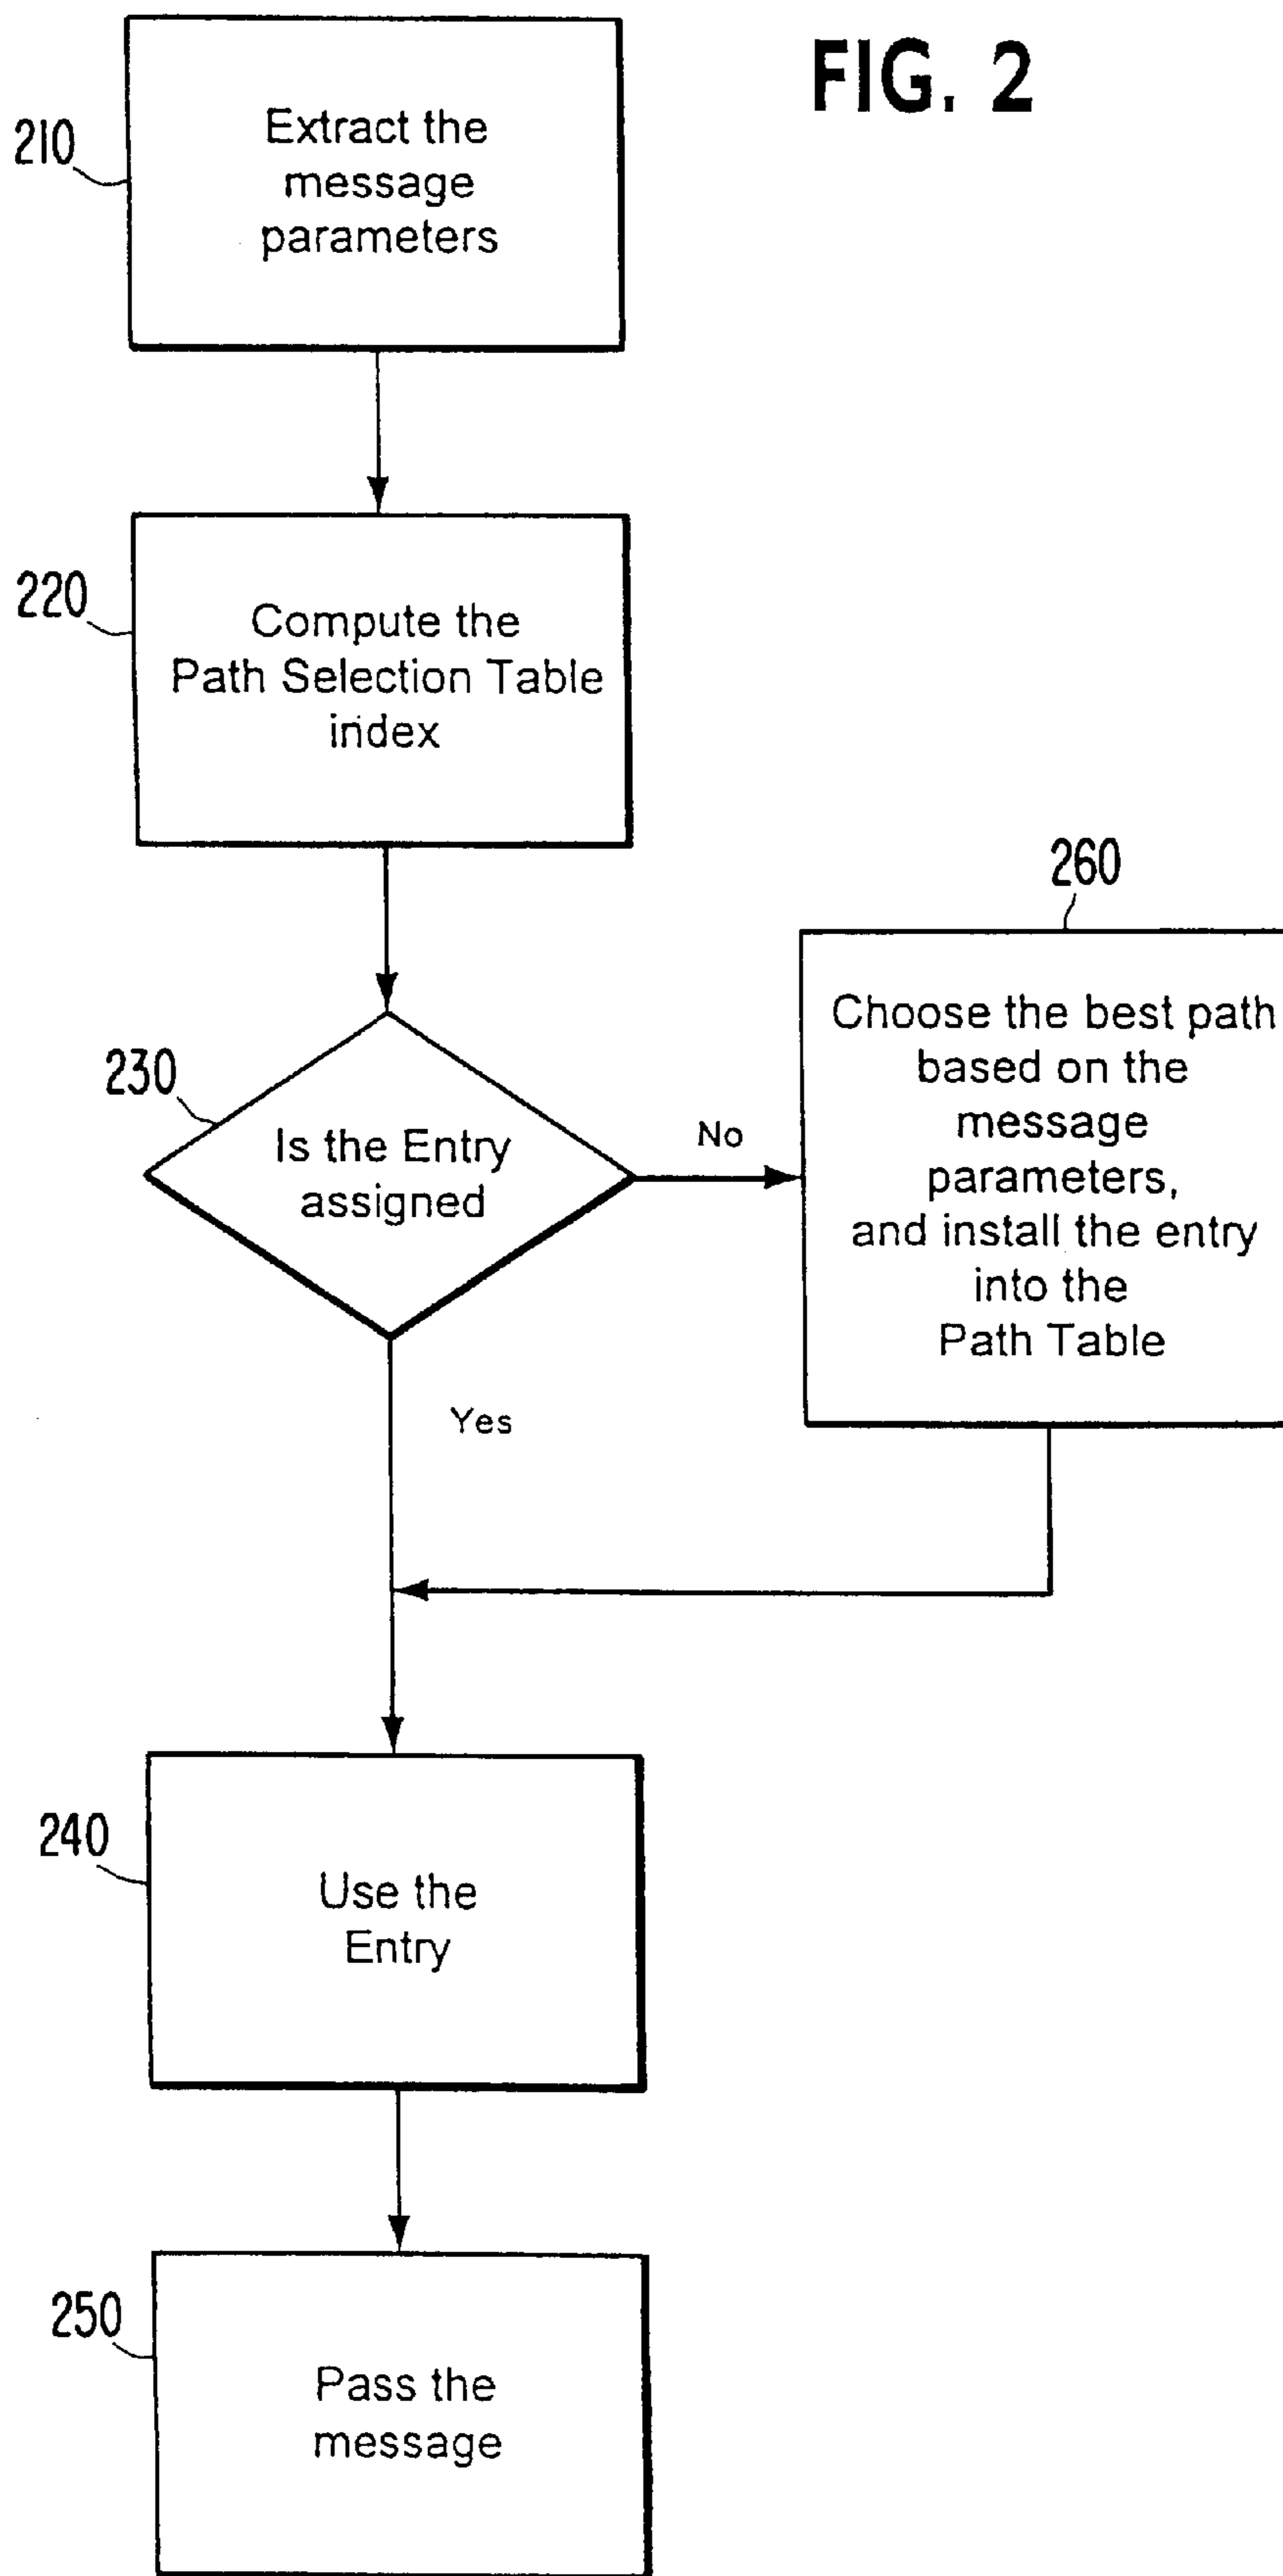 FIG. 2
210
Extract the
message
parameters
220
Compute the
Path Selection Table
index
230
Is the Entry
assigned
No
260
Choose the best path
based on the
message
parameters,
and install the entry
into the
Path Table
Yes
240
Use the
Entry
250
Pass the
message